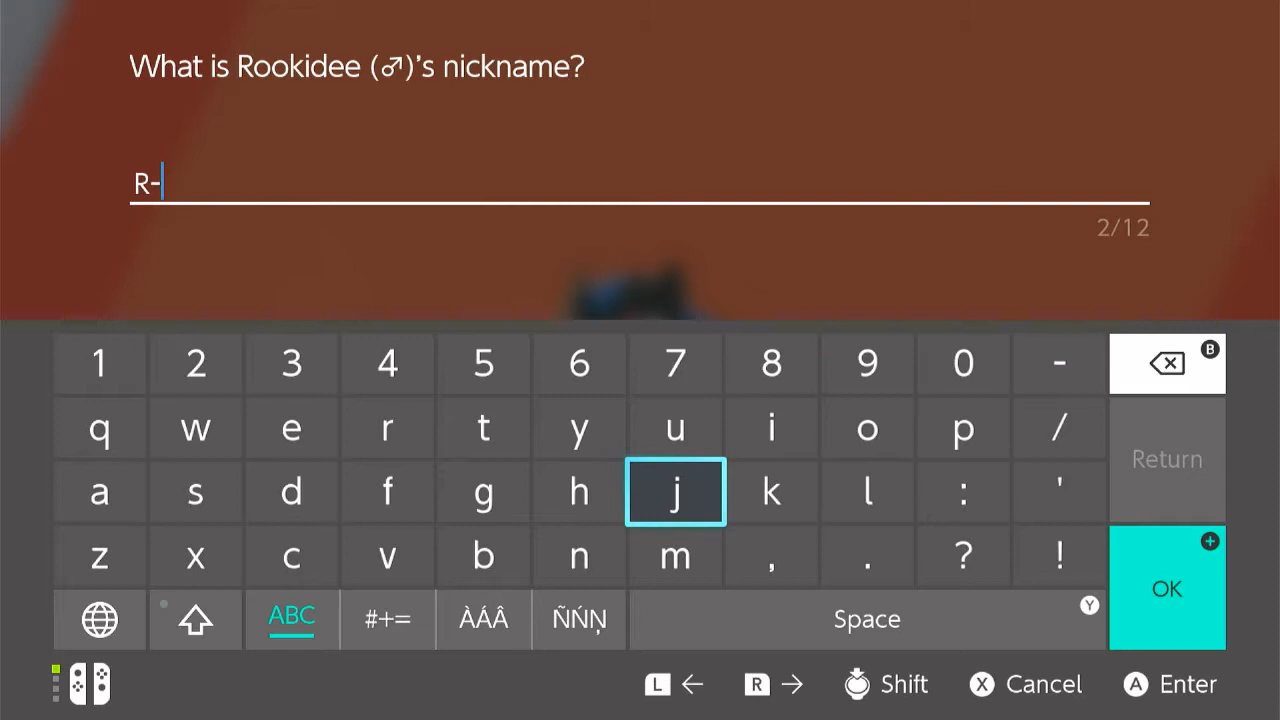 What is Rookidee (♂)'s nickname?
R-
2/12
1 2 3 4 5 6 7 8 9 0 - B
q w e r t y u i o p /
Return
a s d f g h j k l : '
z x c v b n m , . ? ! +
OK
ABC #+= ÀÁÂ ÑŃŅ Space Y
L ← R → Shift X Cancel A Enter